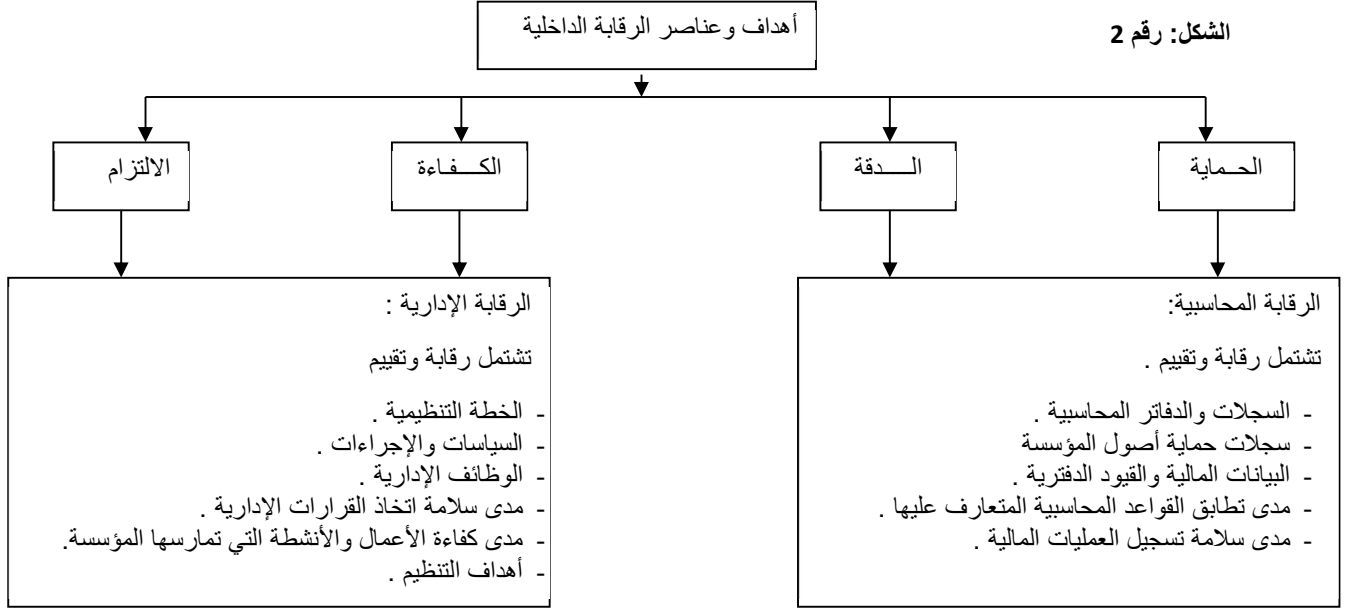 الشكل: رقم 2
أهداف وعناصر الرقابة الداخلية
الحــماية
الــــدقة
الكــــفــاءة
الالتزام
الرقابة المحاسبية:
تشتمل رقابة وتقييم .
- السجلات والدفاتر المحاسبية .
- سجلات حماية أصول المؤسسة
- البيانات المالية والقيود الدفترية .
- مدى تطابق القواعد المحاسبية المتعارف عليها .
- مدى سلامة تسجيل العمليات المالية .
الرقابة الإدارية :
تشتمل رقابة وتقييم
- الخطة التنظيمية .
- السياسات والإجراءات .
- الوظائف الإدارية .
- مدى سلامة اتخاذ القرارات الإدارية .
- مدى كفاءة الأعمال والأنشطة التي تمارسها المؤسسة.
- أهداف التنظيم .